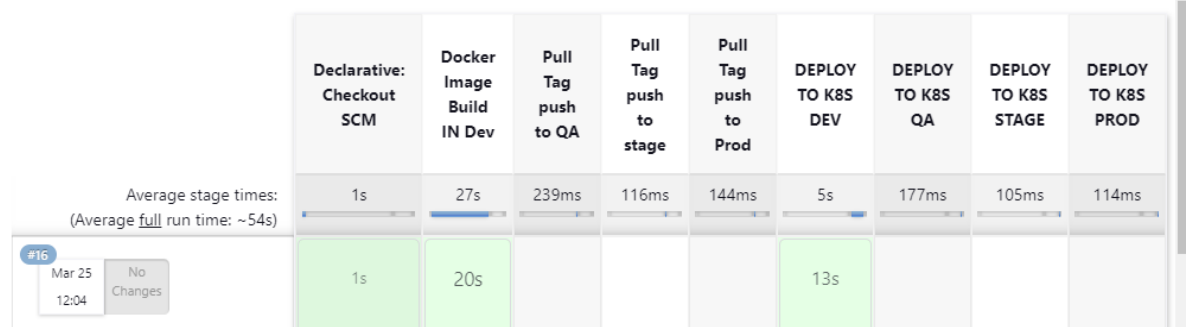 Declarative:
Checkout
SCM
Docker
Image
Build
IN Dev
Pull
Tag
push
to QA
Pull
Tag
push
to
stage
Pull
Tag
push
to
Prod
DEPLOY
TO K8S
DEV
DEPLOY
TO K8S
QA
DEPLOY
TO K8S
STAGE
DEPLOY
TO K8S
PROD
Average stage times:
(Average full run time: ~54s)
1s
27s
239ms
116ms
144ms
5s
177ms
105ms
114ms
#16
Mar 25
12:04
No
Changes
1s
20s
13s